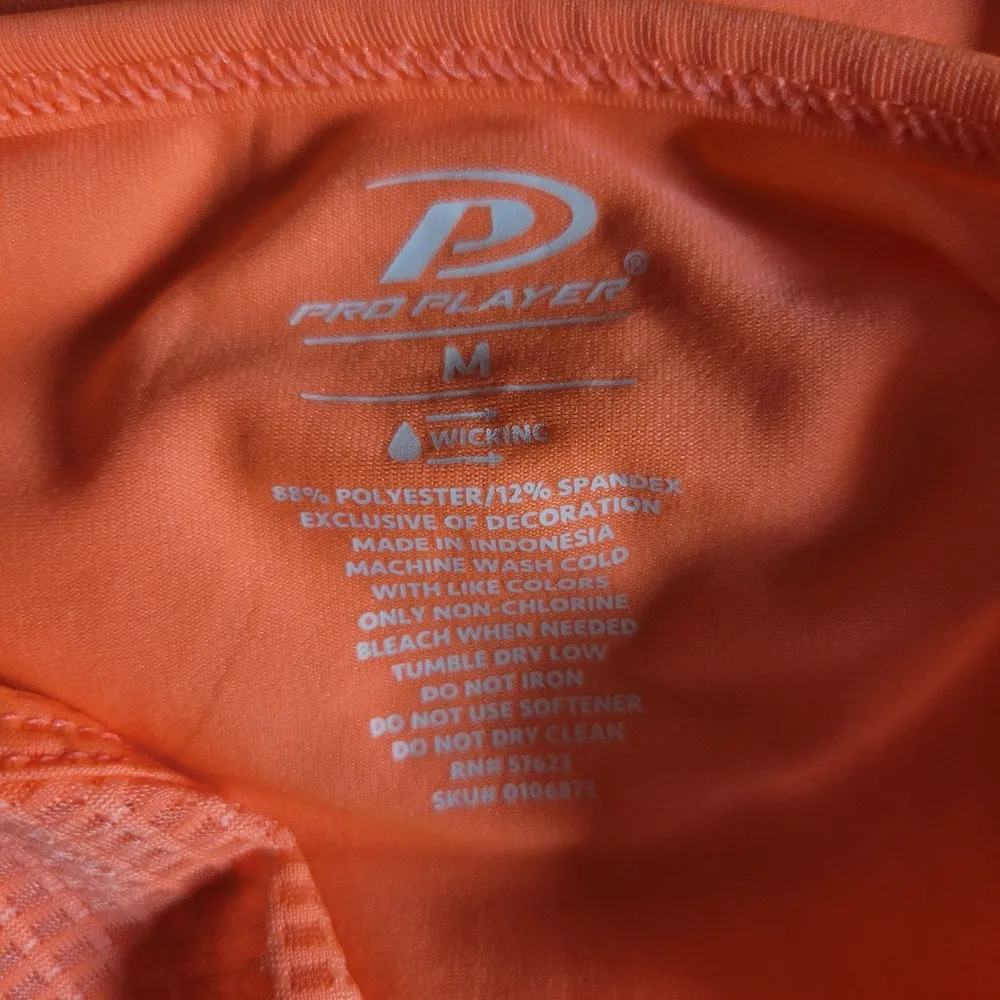 PRO PLAYER®
M
WICKING
88% POLYESTER/12% SPANDEX
EXCLUSIVE OF DECORATION
MADE IN INDONESIA
MACHINE WASH COLD
WITH LIKE COLORS
ONLY NON-CHLORINE
BLEACH WHEN NEEDED
TUMBLE DRY LOW
DO NOT IRON
DO NOT USE SOFTENER
DO NOT DRY CLEAN
RN# 57623
SKU# 0106873